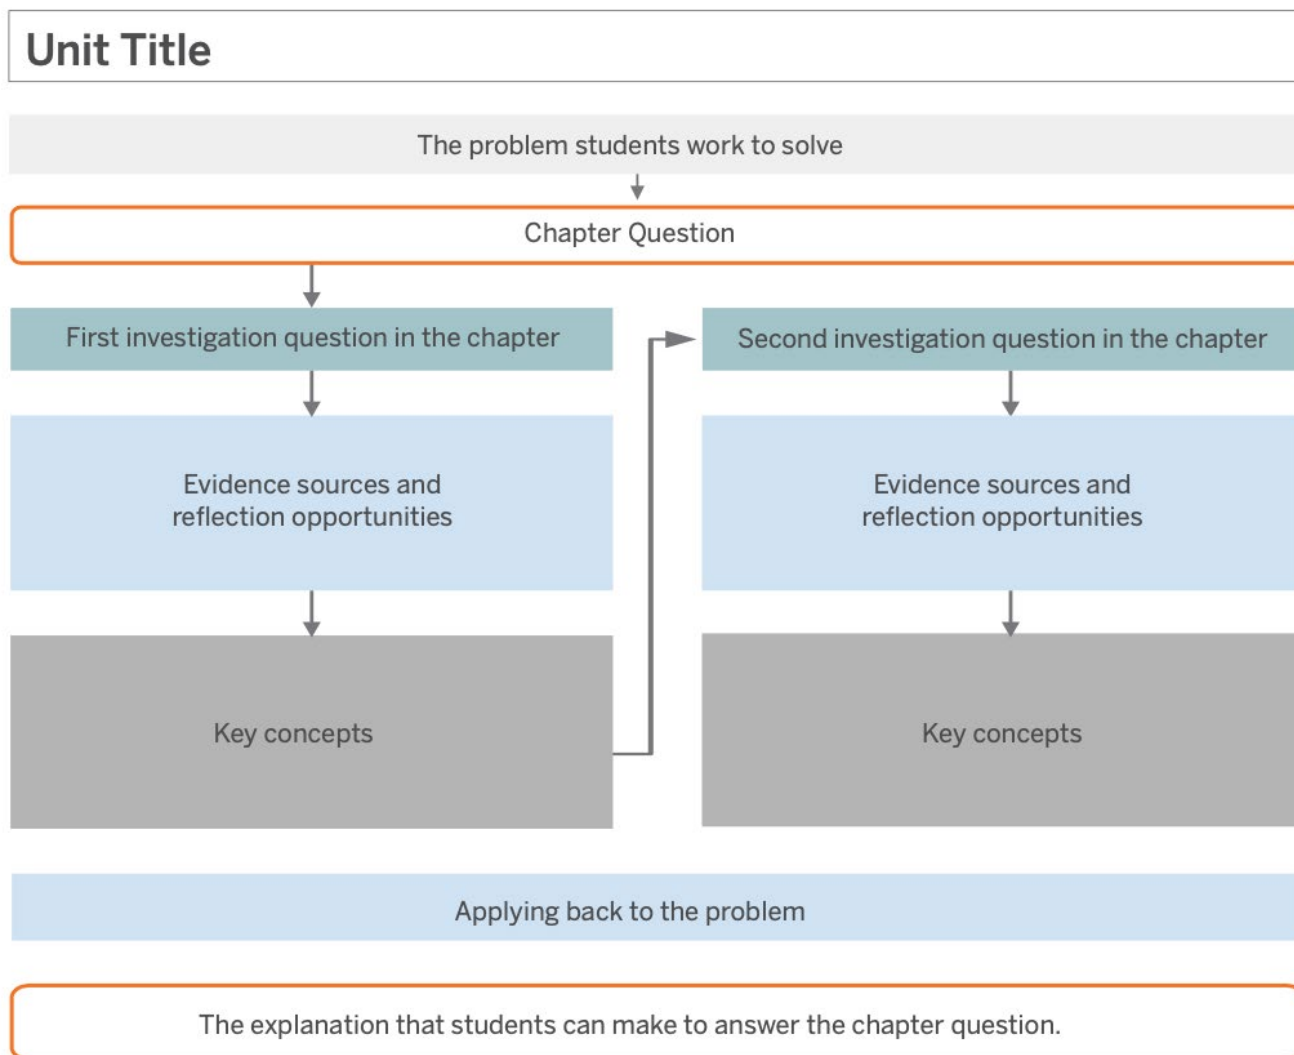 Unit Title
The problem students work to solve
Chapter Question
First investigation question in the chapter
Evidence sources and
reflection opportunities
Key concepts
Second investigation question in the chapter
Evidence sources and
reflection opportunities
Key concepts
Applying back to the problem
The explanation that students can make to answer the chapter question.